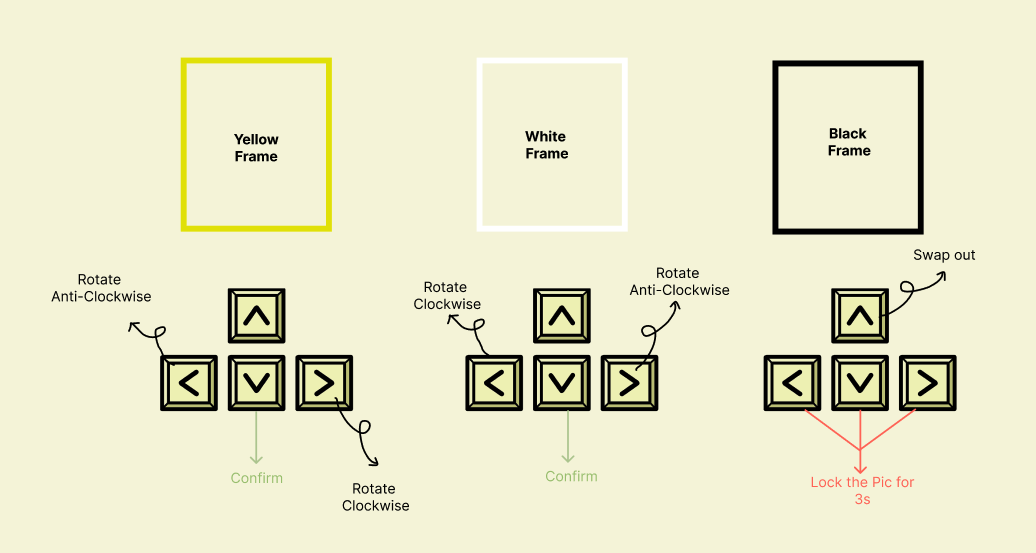 Yellow
Frame
White
Frame
Black
Frame
Rotate
Anti-Clockwise
Rotate
Clockwise
Rotate
Anti-Clockwise
Swap out
Confirm
Rotate
Clockwise
Confirm
Lock the Pic for
3s